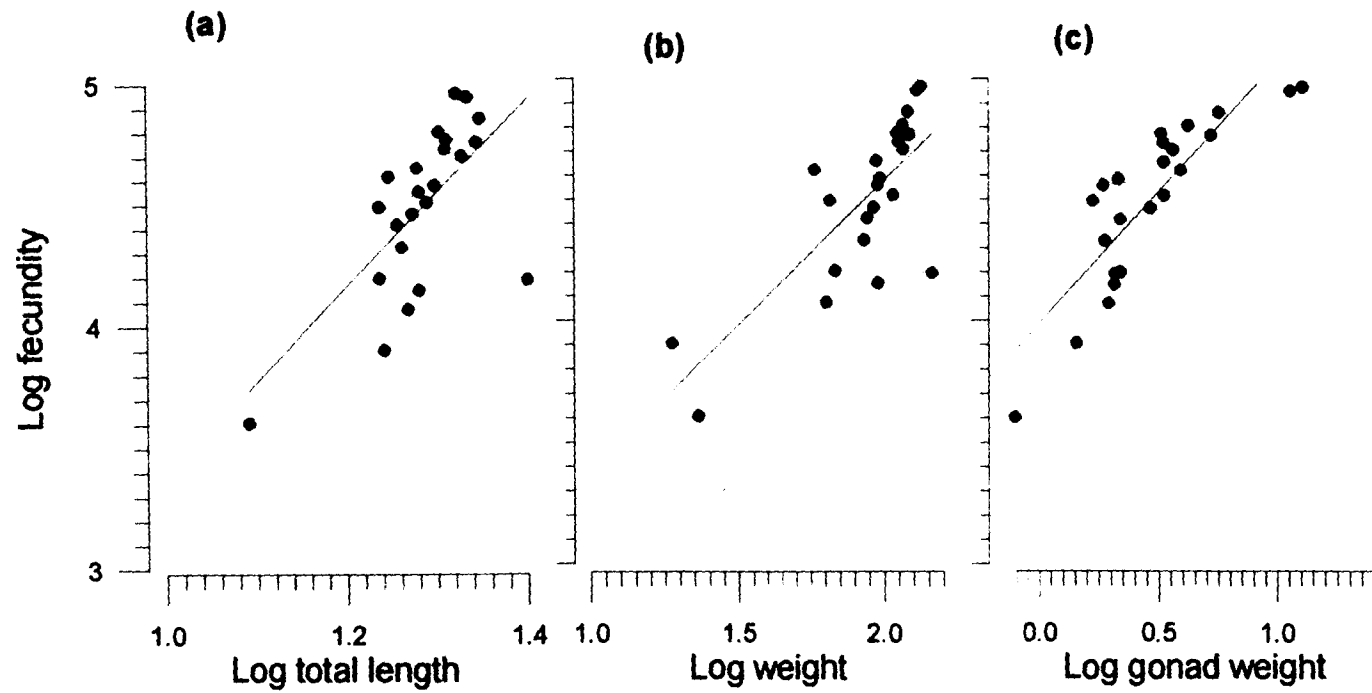 (a)
(b)
(c)
Log fecundity
5
4
3
1.0 1.2 1.4
1.0 1.5 2.0
0.0 0.5 1.0
Log total length
Log weight
Log gonad weight